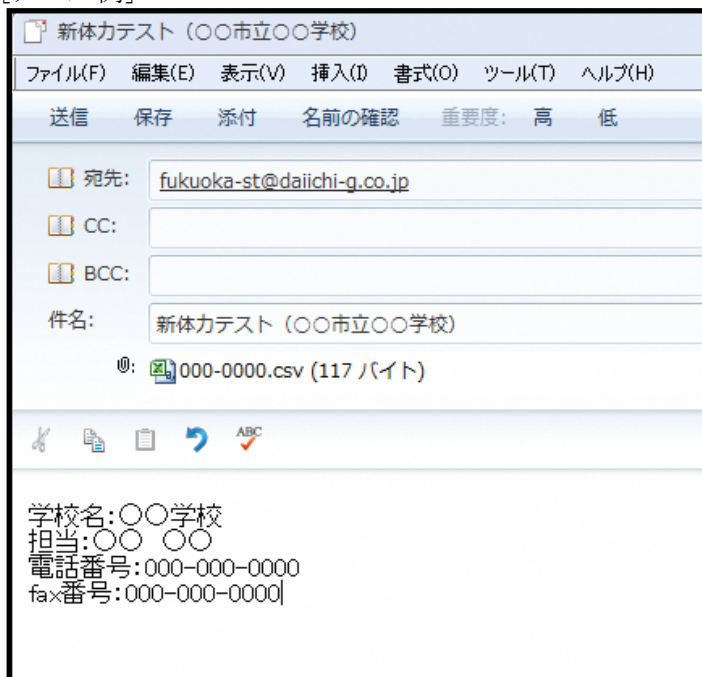 新体力テスト（○○市立○○学校）
ファイル(F) 編集(E) 表示(V) 挿入(I) 書式(O) ツール(T) ヘルプ(H)
送信 保存 添付 名前の確認 重要度: 高 低
宛先: fukuoka-st@daiichi-g.co.jp
CC:
BCC:
件名: 新体力テスト（○○市立○○学校）
000-0000.csv (117 バイト)
ABC
学校名:○○学校
担当:○○ ○○
電話番号:000-000-0000
fax番号:000-000-0000